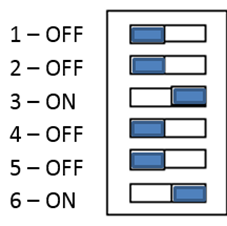 1 – OFF
2 – OFF
3 – ON
4 – OFF
5 – OFF
6 – ON